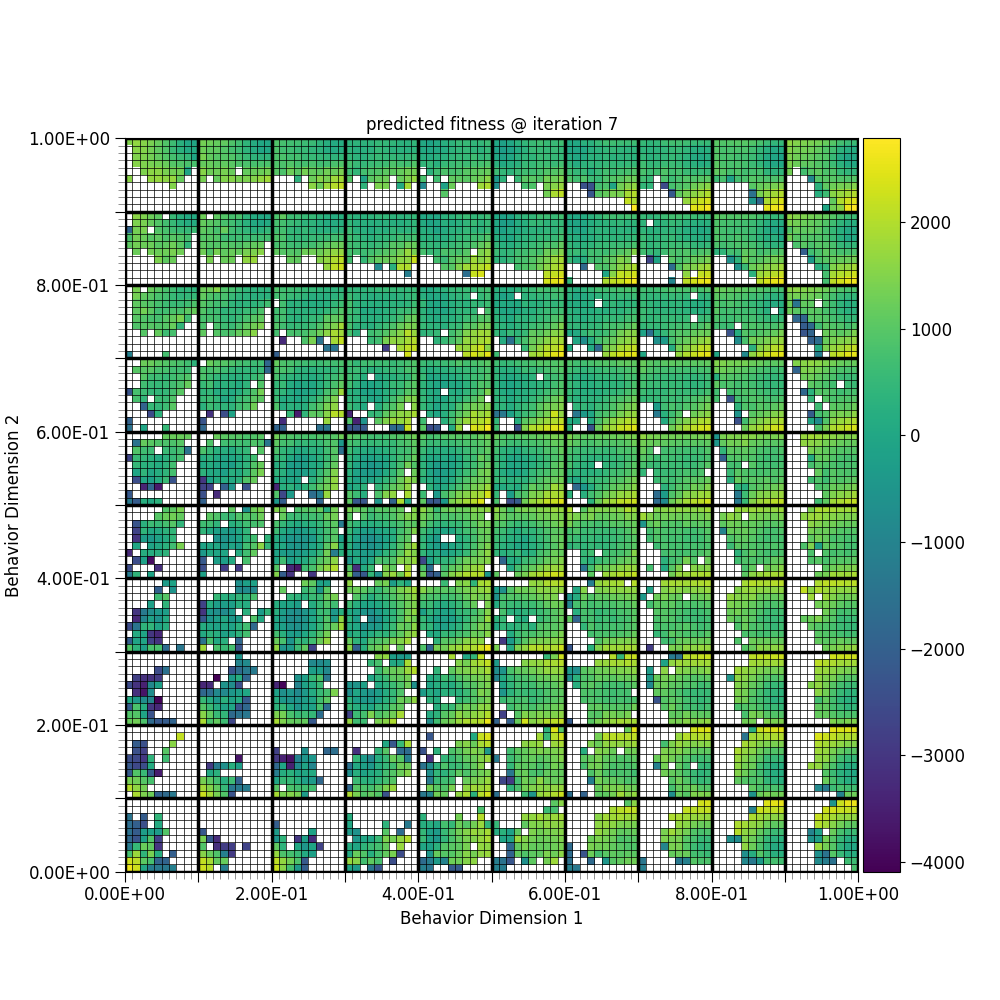 predicted fitness @ iteration 7
1.00E+00
8.00E-01
6.00E-01
4.00E-01
2.00E-01
0.00E+00
Behavior Dimension 2
0.00E+00 2.00E-01 4.00E-01 6.00E-01 8.00E-01 1.00E+00
Behavior Dimension 1
2000
1000
0
−1000
−2000
−3000
−4000